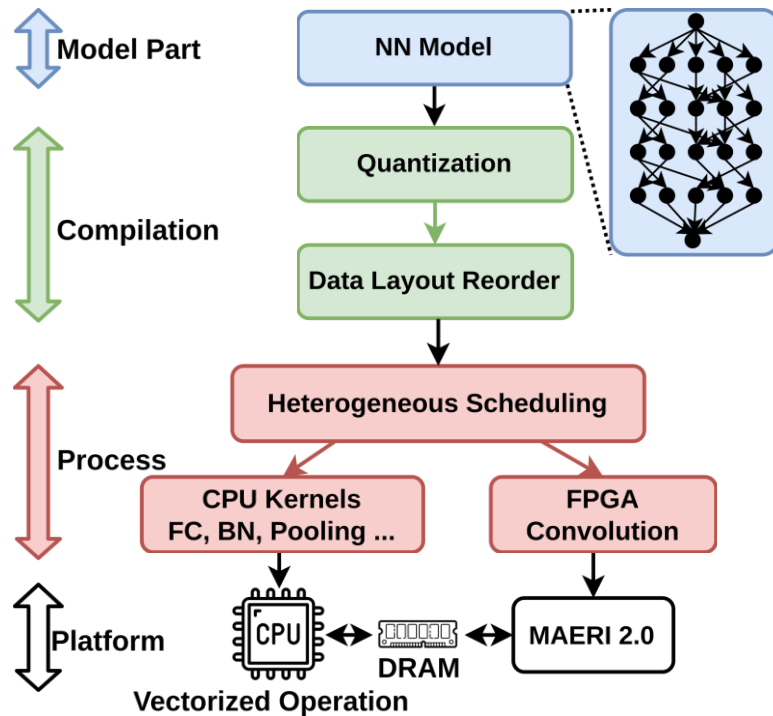 Model Part
NN Model
Quantization
Compilation
Data Layout Reorder
Heterogeneous Scheduling
Process
CPU Kernels
FC, BN, Pooling ...
FPGA
Convolution
Platform
CPU
DRAM
MAERI 2.0
Vectorized Operation